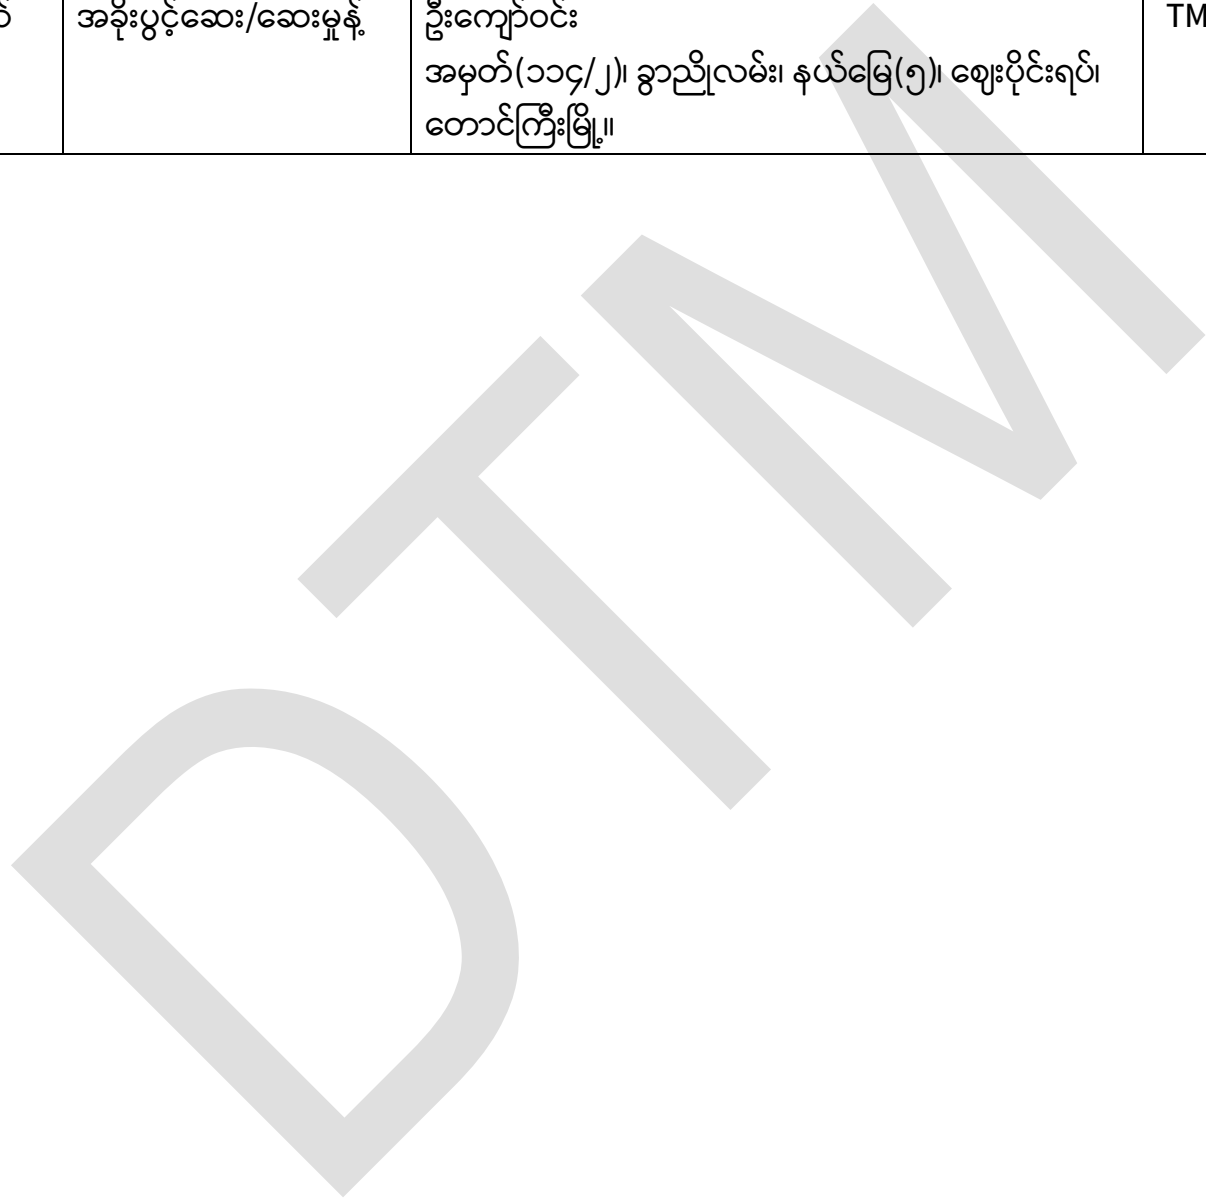 အခိုးပွင့်ဆေး/ဆေးမှုန့်
ဦးကျော်ဝင်း
အမှတ်(၁၁၄/၂)၊ ခွာညိုလမ်း၊ နယ်မြေ(၅)၊ ဈေးပိုင်းရပ်၊
တောင်ကြီးမြို့။
TM
DTM